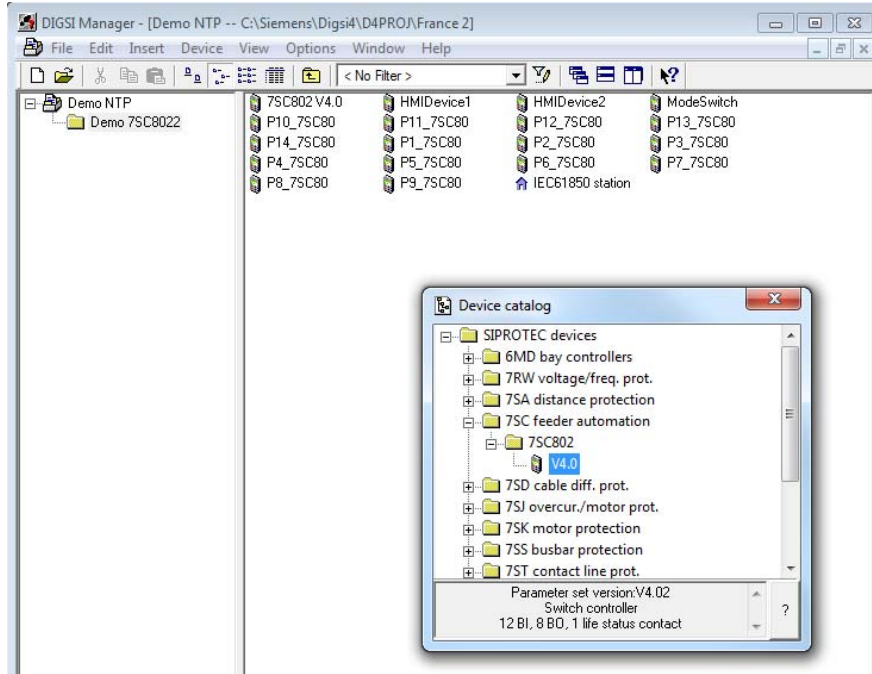 DIGSI Manager - [Demo NTP -- C:\Siemens\Digsi4\D4PROJ\France 2]
File Edit Insert Device View Options Window Help
< No Filter >
Demo NTP
Demo 7SC8022
7SC802 V4.0 HMIDevice1 HMIDevice2 ModeSwitch
P10_7SC80 P11_7SC80 P12_7SC80 P13_7SC80
P14_7SC80 P1_7SC80 P2_7SC80 P3_7SC80
P4_7SC80 P5_7SC80 P6_7SC80 P7_7SC80
P8_7SC80 P9_7SC80 IEC61850 station
Device catalog
SIPROTEC devices
6MD bay controllers
7RW voltage/freq. prot.
7SA distance protection
7SC feeder automation
7SC802
V4.0
7SD cable diff. prot.
7SJ overcur./motor prot.
7SK motor protection
7SS busbar protection
7ST contact line prot.
Parameter set version:V4.02
Switch controller
12 BI, 8 BO, 1 life status contact
?